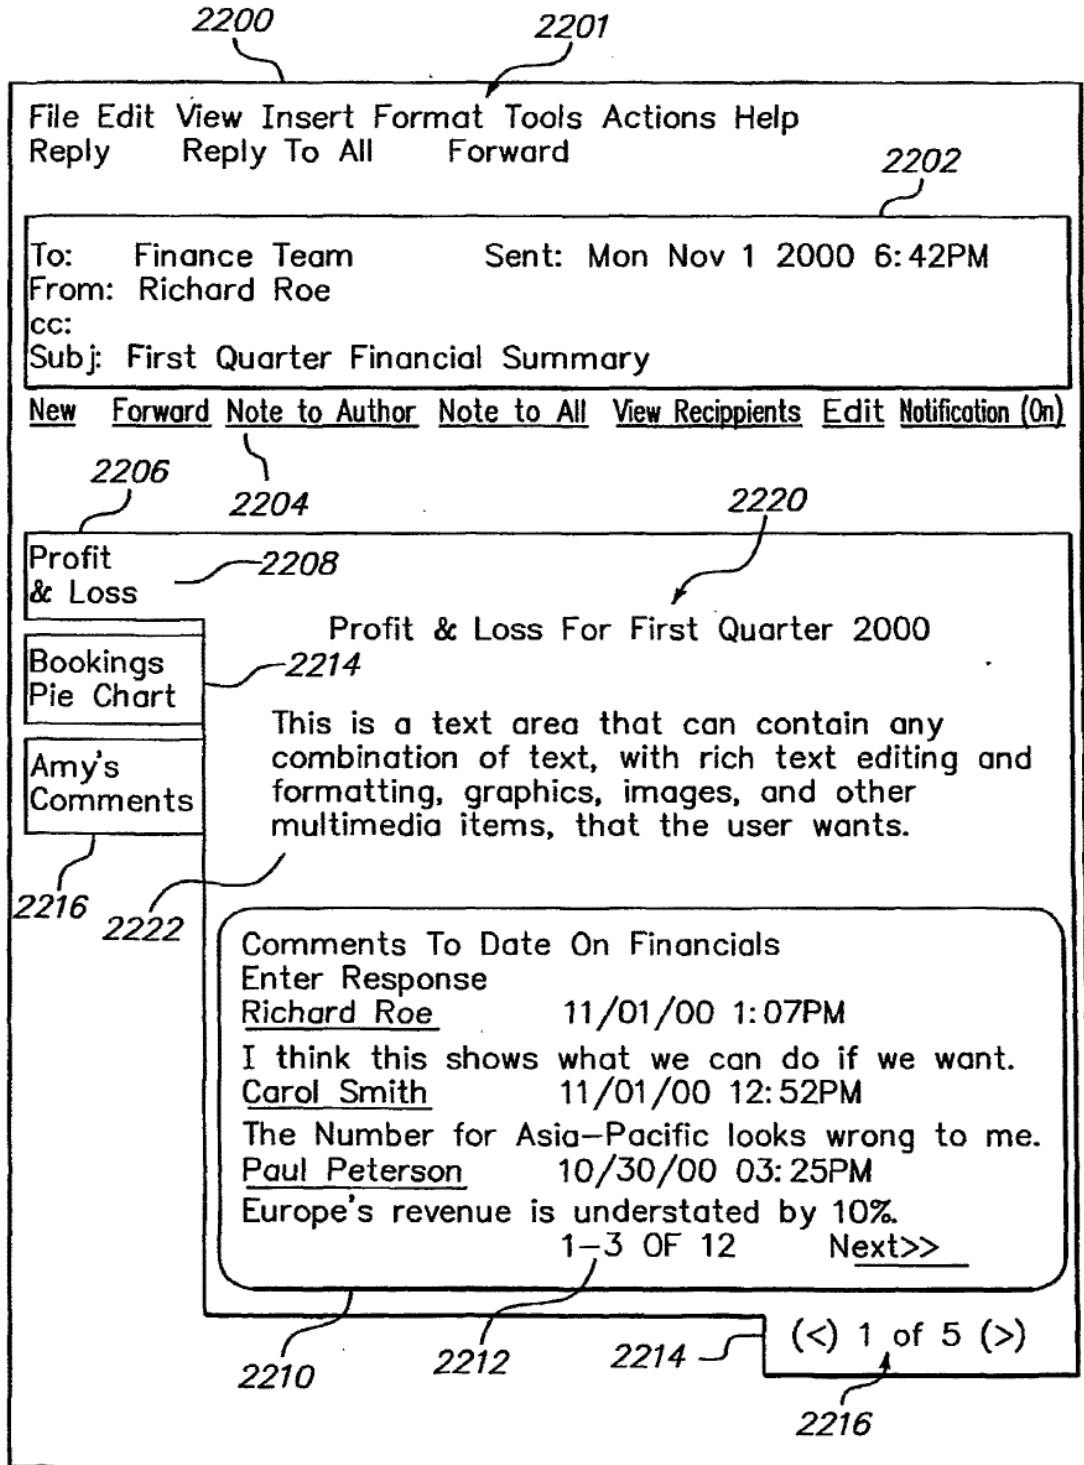 2200
2201
File Edit View Insert Format Tools Actions Help
Reply Reply To All Forward
2202
To: Finance Team Sent: Mon Nov 1 2000 6:42PM
From: Richard Roe
cc:
Subj: First Quarter Financial Summary
New Forward Note to Author Note to All View Recippients Edit Notification (On)
2206
2204
2220
Profit
& Loss
2208
Profit & Loss For First Quarter 2000
Bookings
Pie Chart
2214
This is a text area that can contain any
combination of text, with rich text editing and
formatting, graphics, images, and other
multimedia items, that the user wants.
Amy's
Comments
2216
2222
Comments To Date On Financials
Enter Response
Richard Roe 11/01/00 1:07PM
I think this shows what we can do if we want.
Carol Smith 11/01/00 12:52PM
The Number for Asia-Pacific looks wrong to me.
Paul Peterson 10/30/00 03:25PM
Europe's revenue is understated by 10%.
1-3 OF 12 Next>>
2210
2212
2214
(<) 1 of 5 (>)
2216